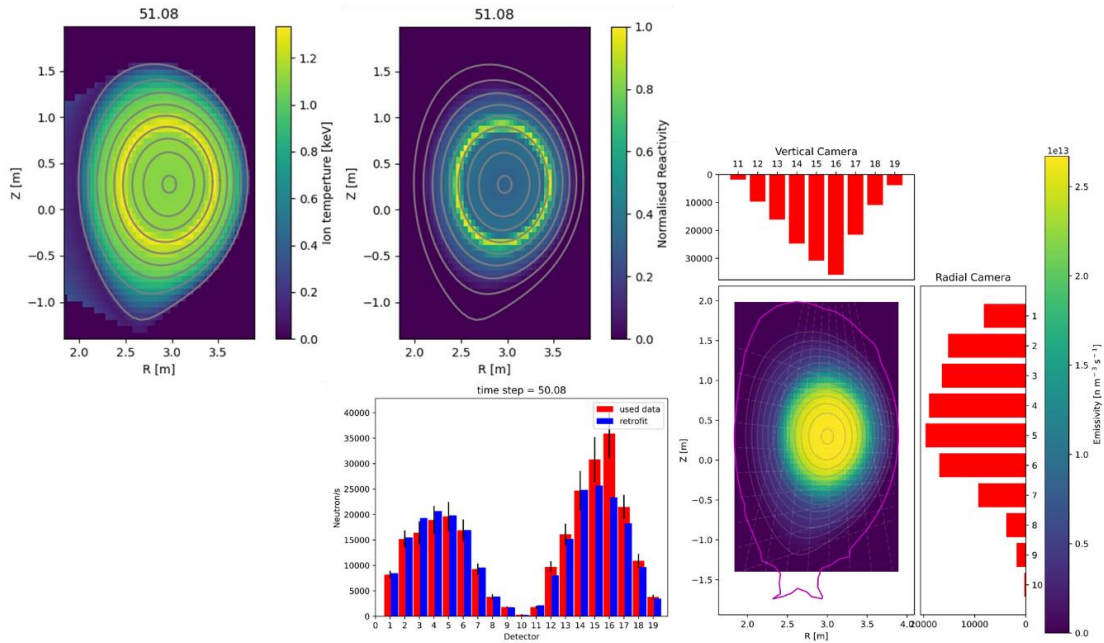 51.08
1.5
1.0
0.5
0.0
−0.5
−1.0
Z [m]
2.0 2.5 3.0 3.5
R [m]
1.2
1.0
0.8
0.6
0.4
0.2
0.0
Ion temperture [keV]
51.08
1.5
1.0
0.5
0.0
−0.5
−1.0
Z [m]
2.0 2.5 3.0 3.5
R [m]
1.0
0.8
0.6
0.4
0.2
0.0
Normalised Reactivity
Vertical Camera
11 12 13 14 15 16 17 18 19
0
10000
20000
30000
time step = 50.08
used data
retrofit
40000
35000
30000
25000
20000
15000
10000
5000
0
Neutron/s
0 1 2 3 4 5 6 7 8 9 10 11 12 13 14 15 16 17 18 19
Detector
2.0
1.5
1.0
0.5
0.0
−0.5
−1.0
−1.5
Z [m]
2.0 2.5 3.0 3.5 4.0
R [m]
Radial Camera
1
2
3
4
5
6
7
8
9
10
20000 0
1e13
2.5
2.0
1.5
1.0
0.5
0.0
Emissivity [n m⁻³ s⁻¹]